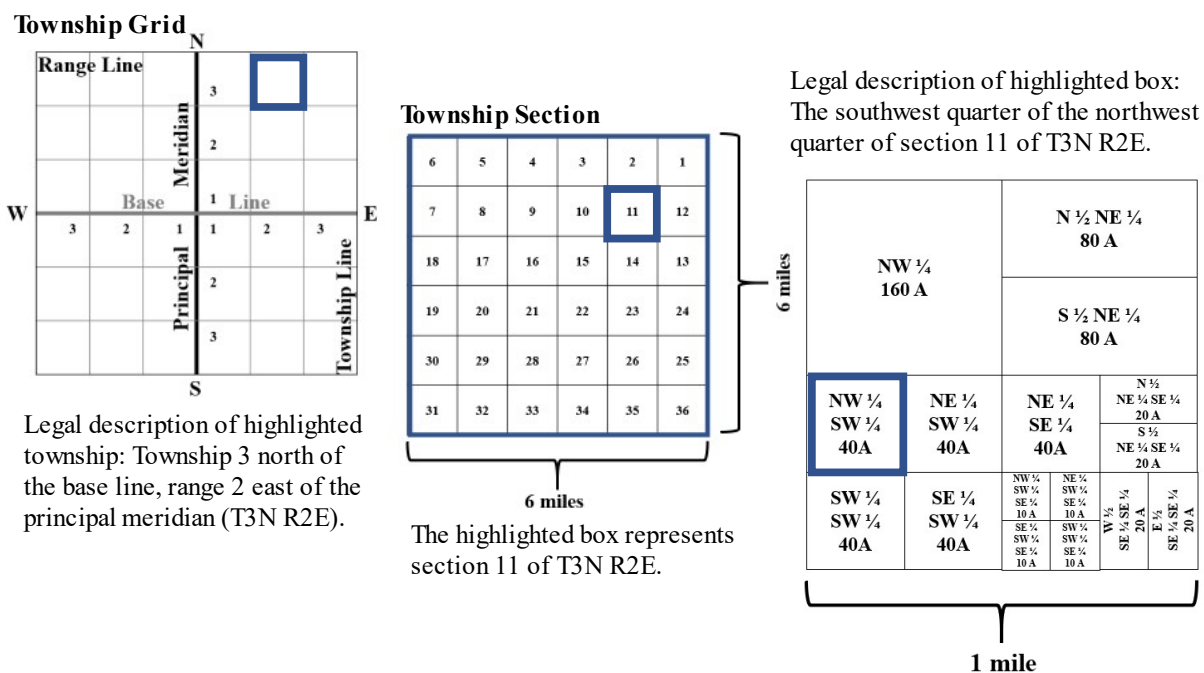 Township Grid
N
Range Line
3
Meridian
2
1
Base Line
W
E
3 2 1 1 2 3
Principal
2
3
Township Line
S
Legal description of highlighted
township: Township 3 north of
the base line, range 2 east of the
principal meridian (T3N R2E).
Township Section
6 5 4 3 2 1
7 8 9 10 11 12
18 17 16 15 14 13
19 20 21 22 23 24
30 29 28 27 26 25
31 32 33 34 35 36
6 miles
6 miles
The highlighted box represents
section 11 of T3N R2E.
Legal description of highlighted box:
The southwest quarter of the northwest
quarter of section 11 of T3N R2E.
NW ¼
160 A
N ½ NE ¼
80 A
S ½ NE ¼
80 A
NW ¼
SW ¼
40A
NE ¼
SW ¼
40A
NE ¼
SE ¼
40A
N ½
NE ¼ SE ¼
20 A
S ½
NE ¼ SE ¼
20 A
SW ¼
SW ¼
40A
SE ¼
SW ¼
40A
NW ¼
SW ¼
SE ¼
10 A
NE ¼
SW ¼
SE ¼
10 A
SE ¼
SW ¼
SE ¼
10 A
SW ¼
SW ¼
SE ¼
10 A
W ½
SE ¼ SE ¼
20 A
E ½
SE ¼ SE ¼
20 A
1 mile